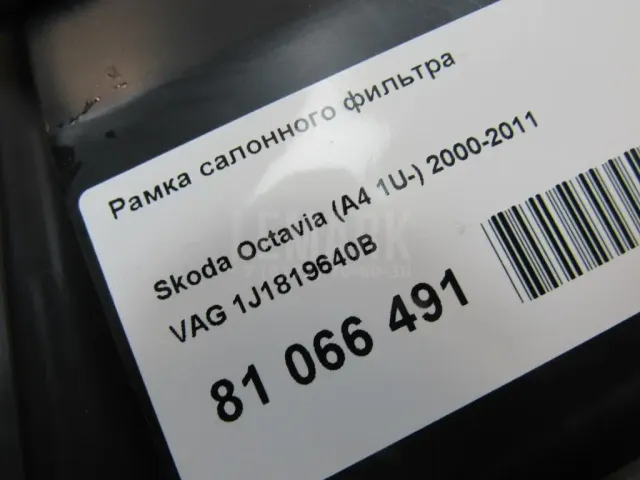 Рамка салонного фильтра
Skoda Octavia (A4 1U-) 2000-2011
VAG 1J1819640B
81 066 491